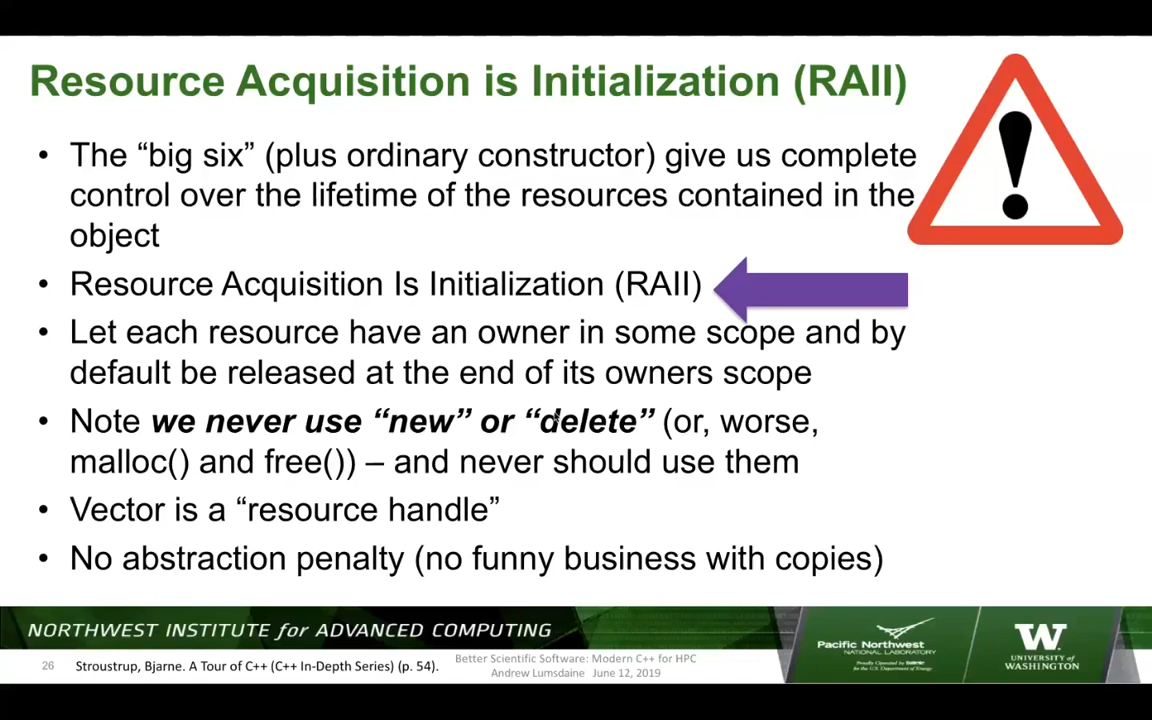 Resource Acquisition is Initialization (RAII)
• The “big six” (plus ordinary constructor) give us complete
control over the lifetime of the resources contained in the
object
• Resource Acquisition Is Initialization (RAII)
• Let each resource have an owner in some scope and by
default be released at the end of its owners scope
• Note we never use “new” or “delete” (or, worse,
malloc() and free()) – and never should use them
• Vector is a “resource handle”
• No abstraction penalty (no funny business with copies)
NORTHWEST INSTITUTE for ADVANCED COMPUTING
26
Stroustrup, Bjarne. A Tour of C++ (C++ In-Depth Series) (p. 54).
Better Scientific Software: Modern C++ for HPC
Andrew Lumsdaine June 12, 2019
Pacific Northwest
NATIONAL LABORATORY
W
UNIVERSITY of
WASHINGTON